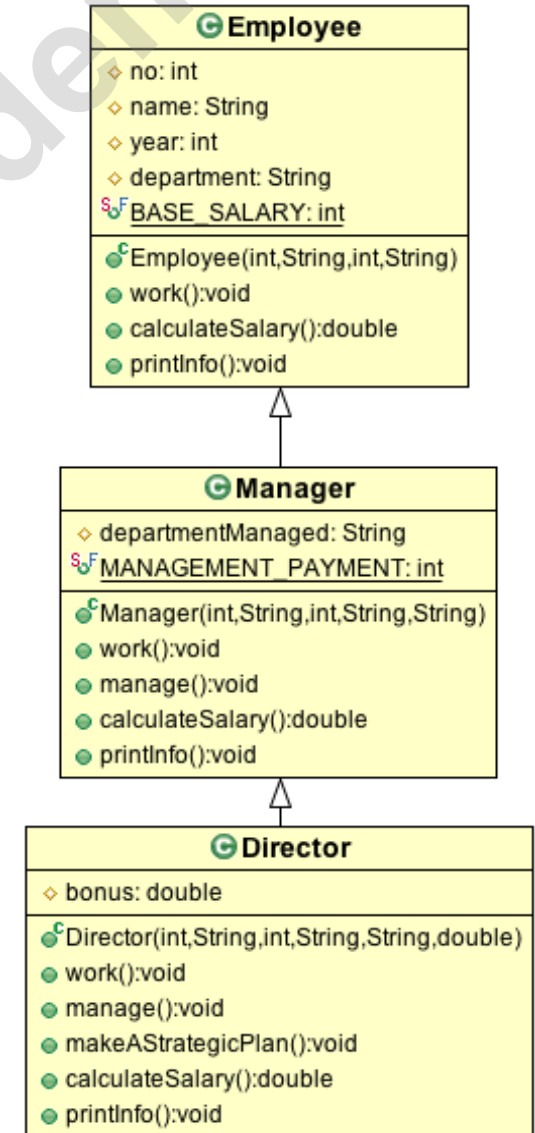 Employee
no: int
name: String
year: int
department: String
BASE_SALARY: int
Employee(int,String,int,String)
work():void
calculateSalary():double
printInfo():void
Manager
departmentManaged: String
MANAGEMENT_PAYMENT: int
Manager(int,String,int,String,String)
work():void
manage():void
calculateSalary():double
printInfo():void
Director
bonus: double
Director(int,String,int,String,String,double)
work():void
manage():void
makeAStrategicPlan():void
calculateSalary():double
printInfo():void